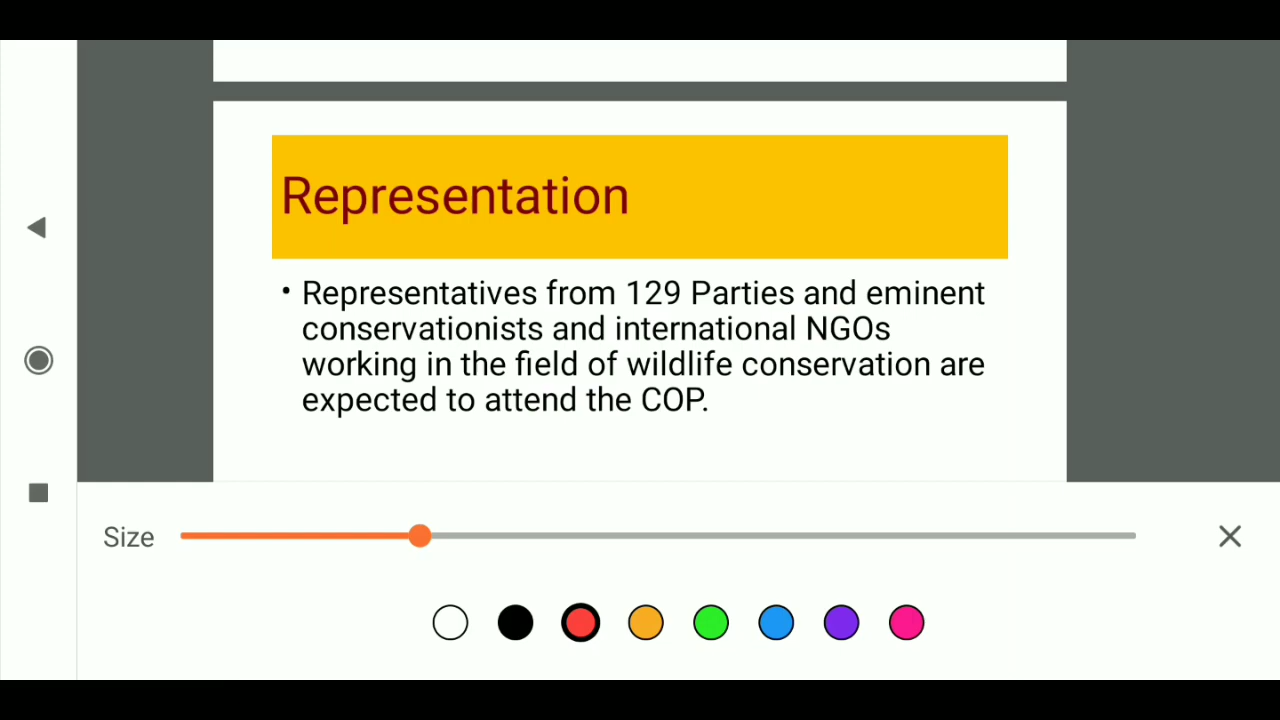 Representation
• Representatives from 129 Parties and eminent
conservationists and international NGOs
working in the field of wildlife conservation are
expected to attend the COP.
Size